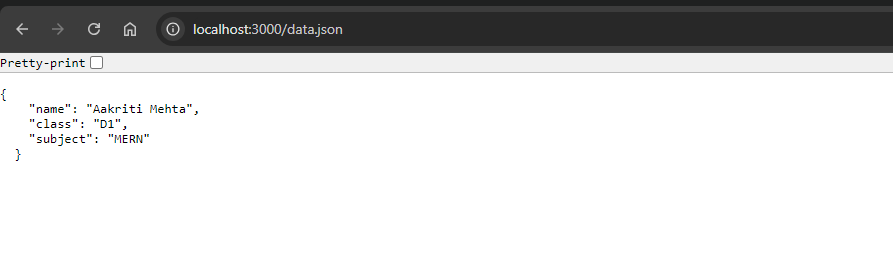 localhost:3000/data.json
Pretty-print
{
    "name": "Aakriti Mehta",
    "class": "D1",
    "subject": "MERN"
  }